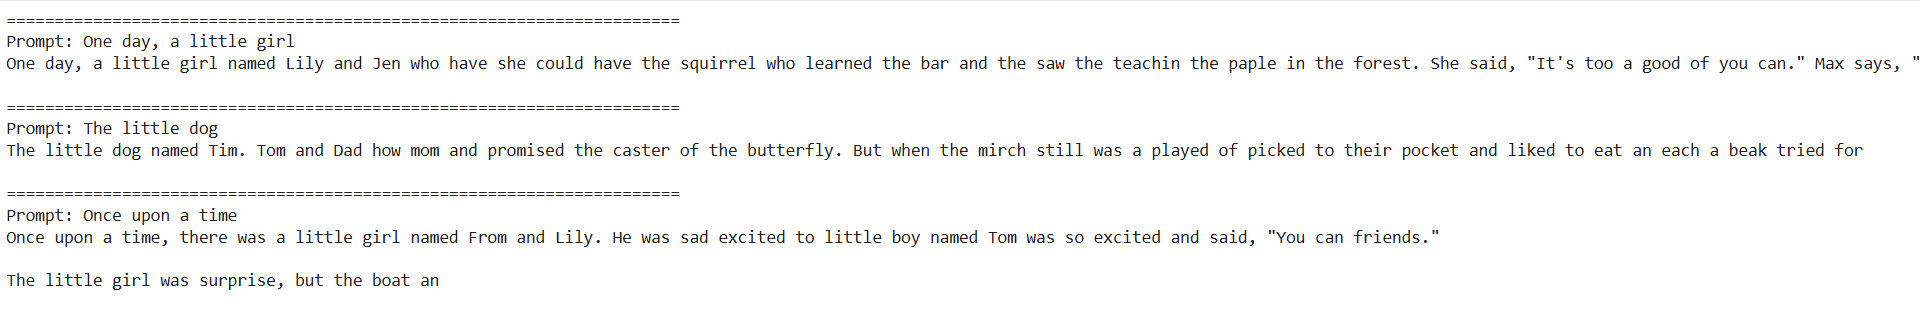 ======================================================================
Prompt: One day, a little girl
One day, a little girl named Lily and Jen who have she could have the squirrel who learned the bar and the saw the teachin the paple in the forest. She said, "It's too a good of you can." Max says, "
======================================================================
Prompt: The little dog
The little dog named Tim. Tom and Dad how mom and promised the caster of the butterfly. But when the mirch still was a played of picked to their pocket and liked to eat an each a beak tried for
======================================================================
Prompt: Once upon a time
Once upon a time, there was a little girl named From and Lily. He was sad excited to little boy named Tom was so excited and said, "You can friends."
The little girl was surprise, but the boat an